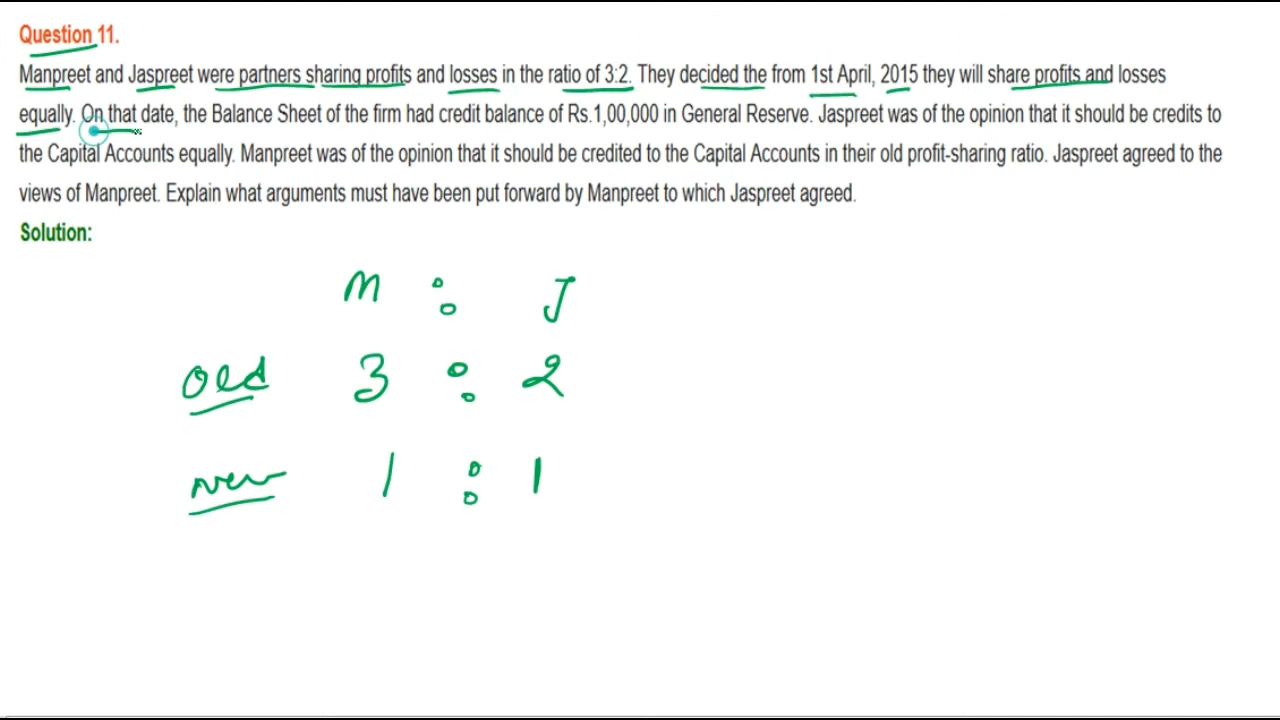 Question 11.
Manpreet and Jaspreet were partners sharing profits and losses in the ratio of 3:2. They decided the from 1st April, 2015 they will share profits and losses
equally. On that date, the Balance Sheet of the firm had credit balance of Rs.1,00,000 in General Reserve. Jaspreet was of the opinion that it should be credits to
the Capital Accounts equally. Manpreet was of the opinion that it should be credited to the Capital Accounts in their old profit-sharing ratio. Jaspreet agreed to the
views of Manpreet. Explain what arguments must have been put forward by Manpreet to which Jaspreet agreed.
Solution:
M : J
Old 3 : 2
New 1 : 1